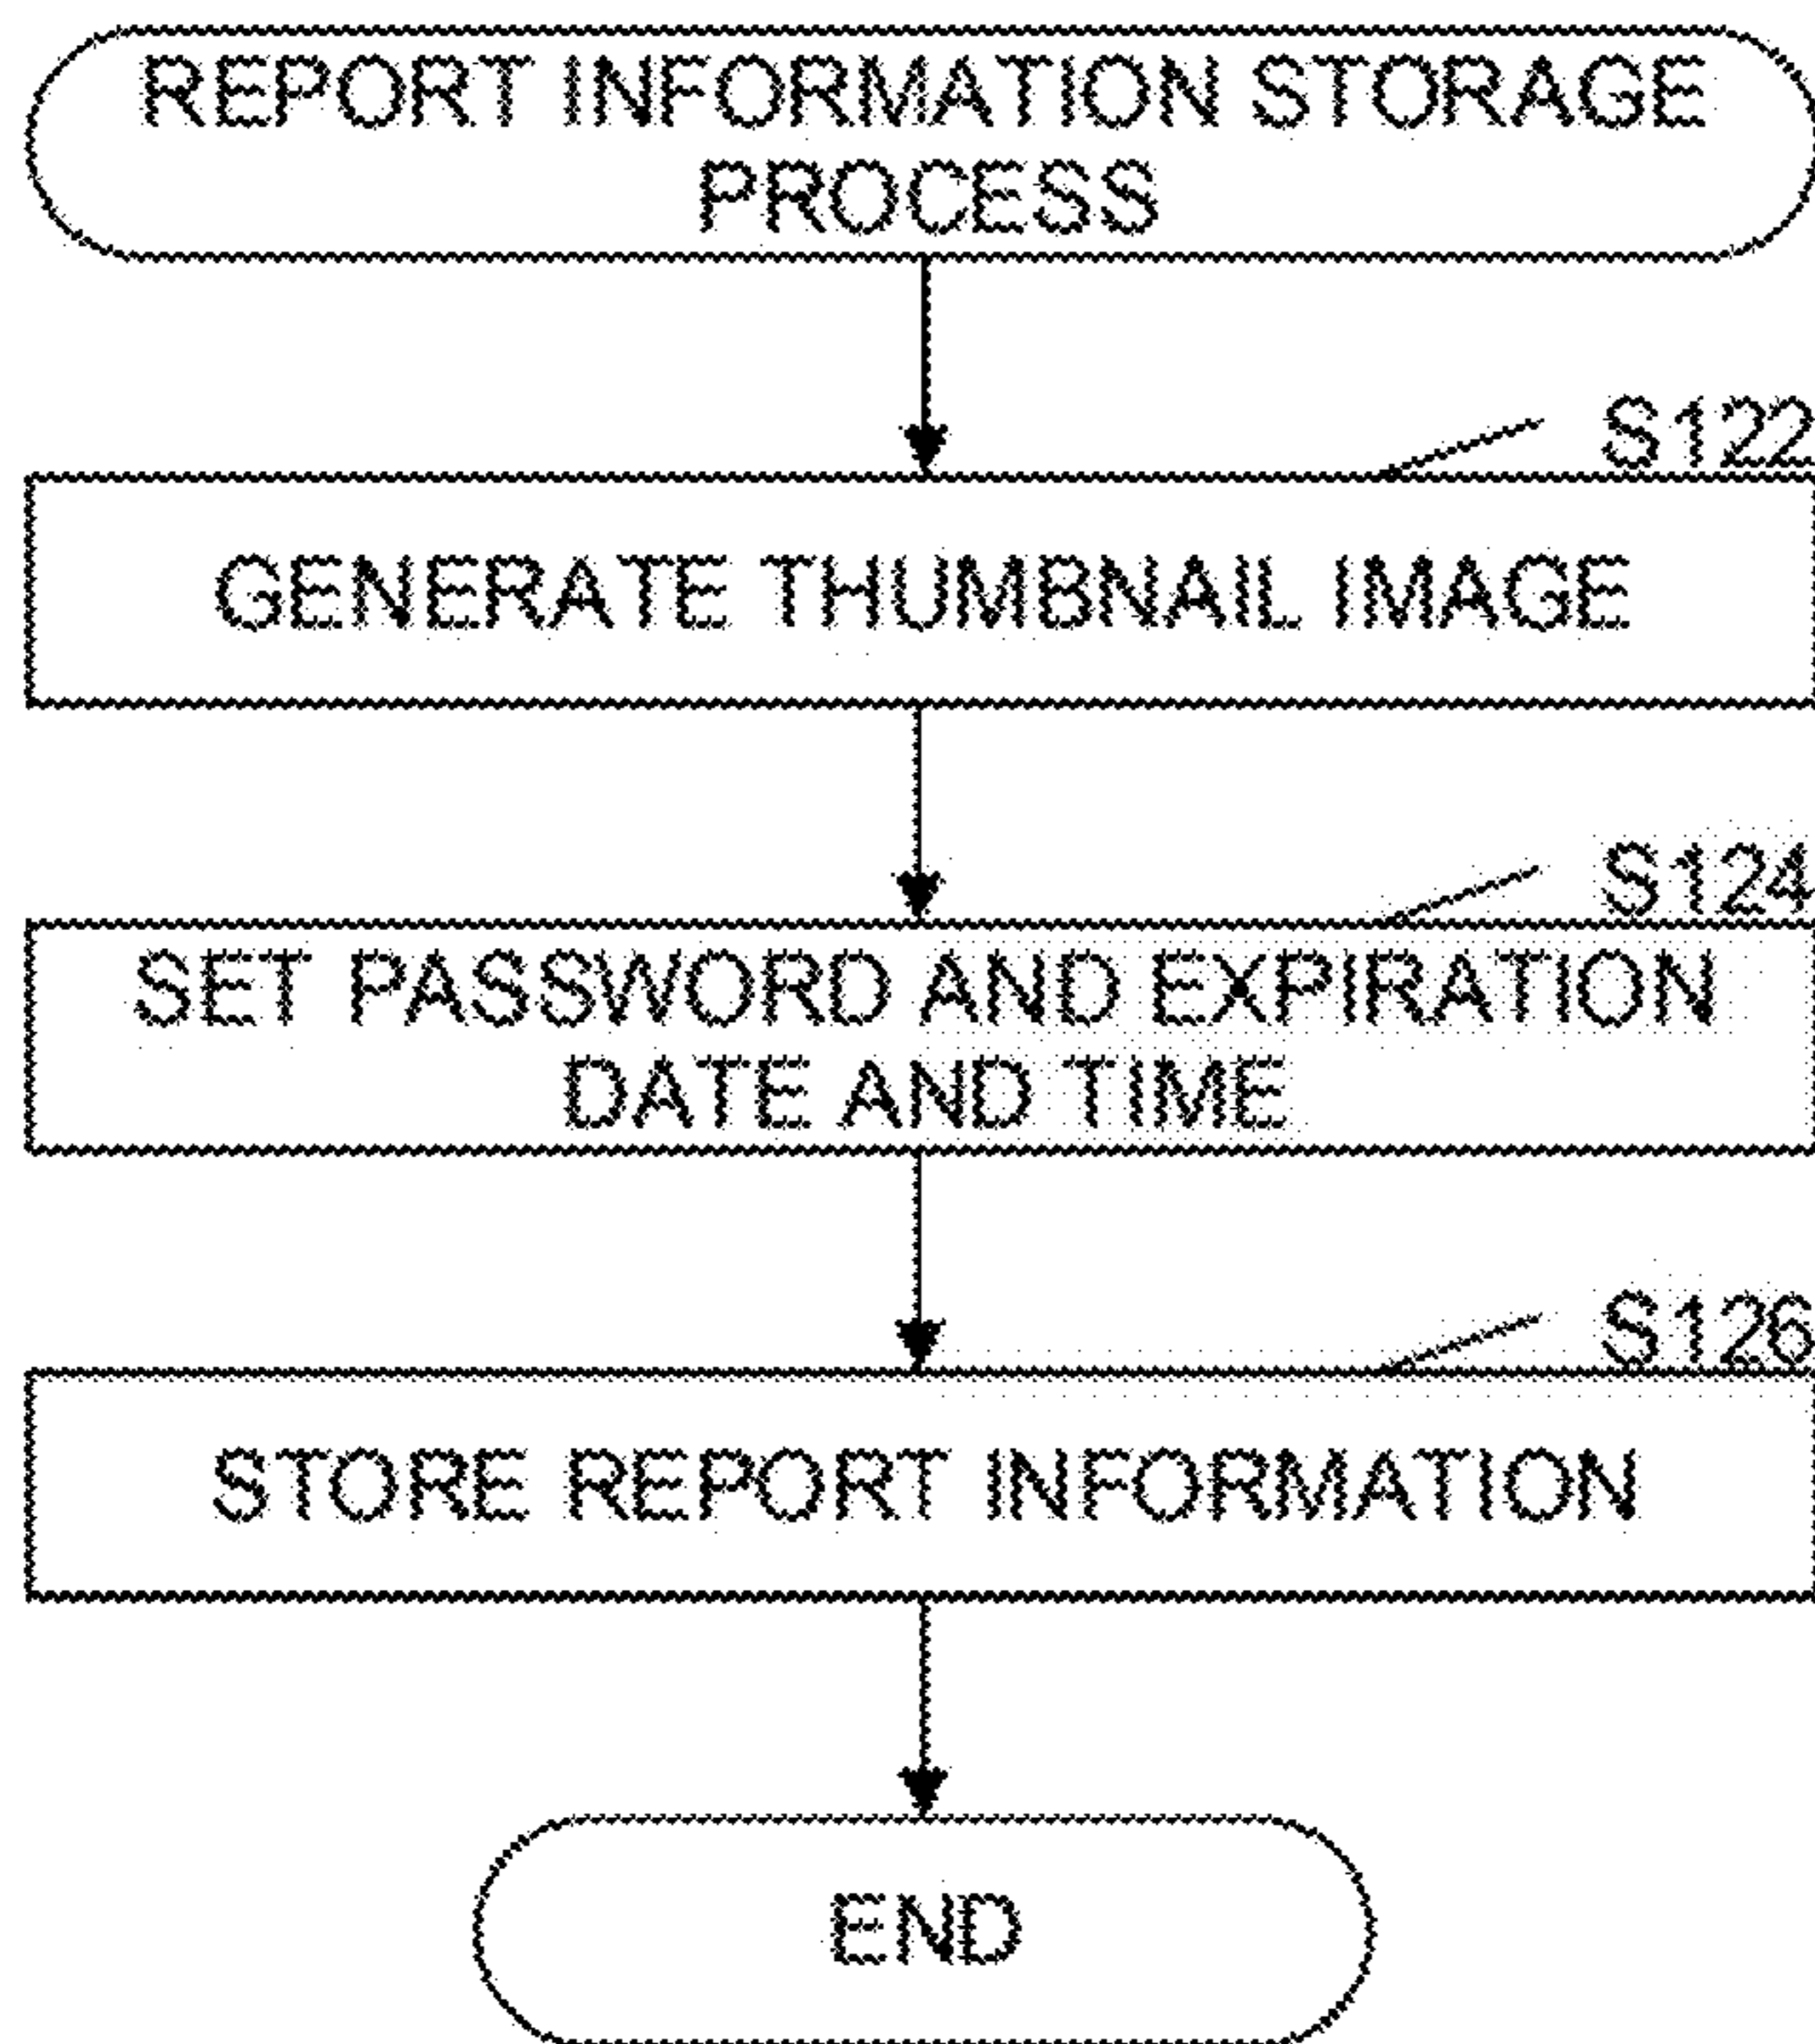 REPORT INFORMATION STORAGE
PROCESS
S122
GENERATE THUMBNAIL IMAGE
S124
SET PASSWORD AND EXPIRATION
DATE AND TIME
S126
STORE REPORT INFORMATION
END